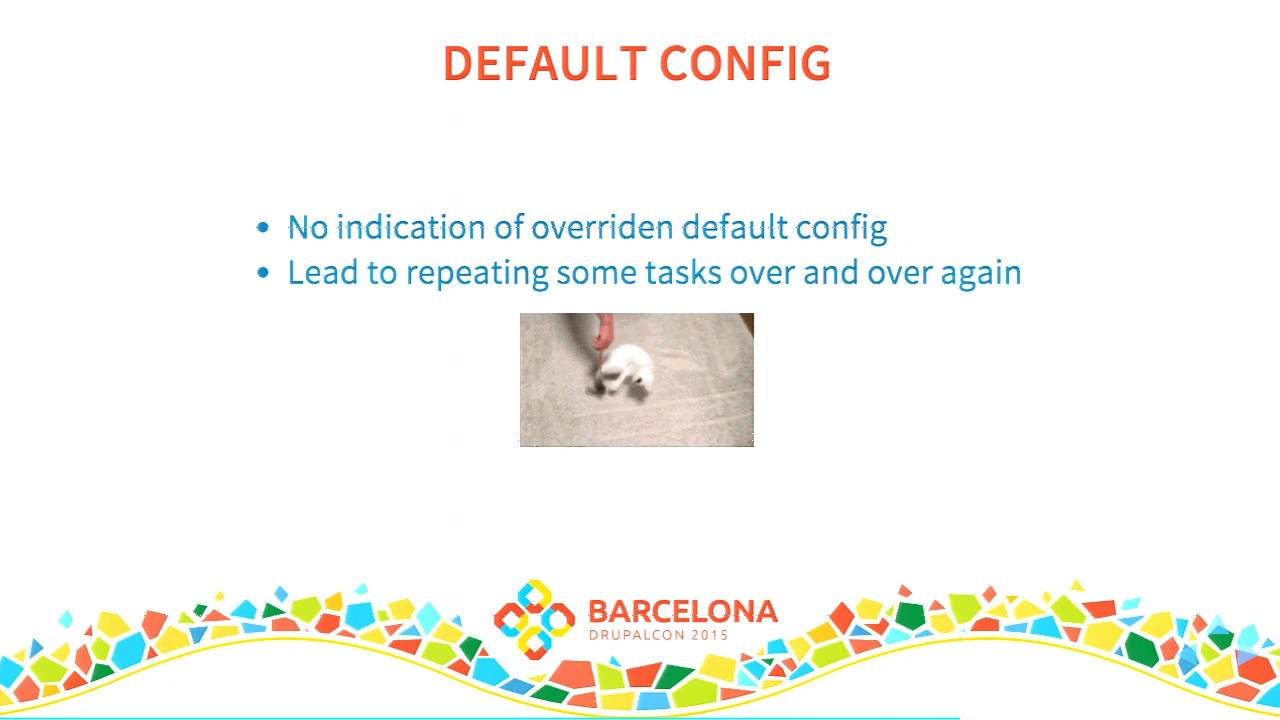 DEFAULT CONFIG
• No indication of overriden default config
• Lead to repeating some tasks over and over again
BARCELONA
DRUPALCON 2015